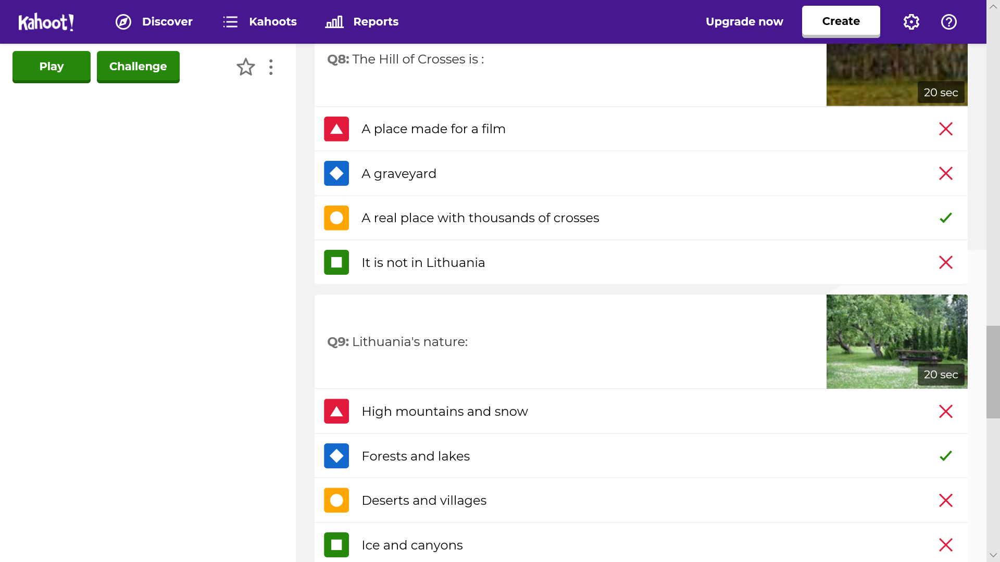 Kahoot!
Discover
Kahoots
Reports
Upgrade now
Create
Play
Challenge
Q8: The Hill of Crosses is :
20 sec
A place made for a film
A graveyard
A real place with thousands of crosses
It is not in Lithuania
Q9: Lithuania's nature:
20 sec
High mountains and snow
Forests and lakes
Deserts and villages
Ice and canyons